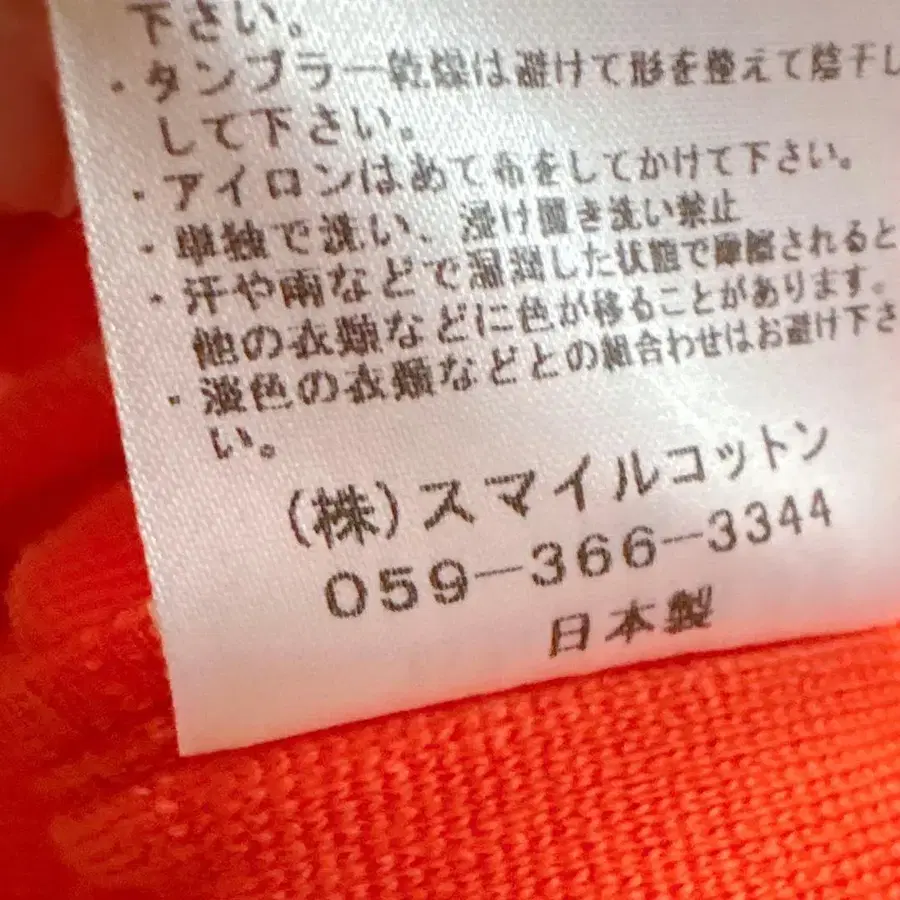 下さい。
・タンブラー乾燥は避けて形を整えて陰干し
して下さい。
・アイロンはめて布をしてかけて下さい。
・単独で洗い、浸け置き洗い禁止
・汗や雨などで湿潤した状態で摩擦されると
他の衣類などに色が移ることがあります。
・淡色の衣類などとの組合わせはお避け下さ
い。
(株)スマイルコットン
059-366-3344
日本製